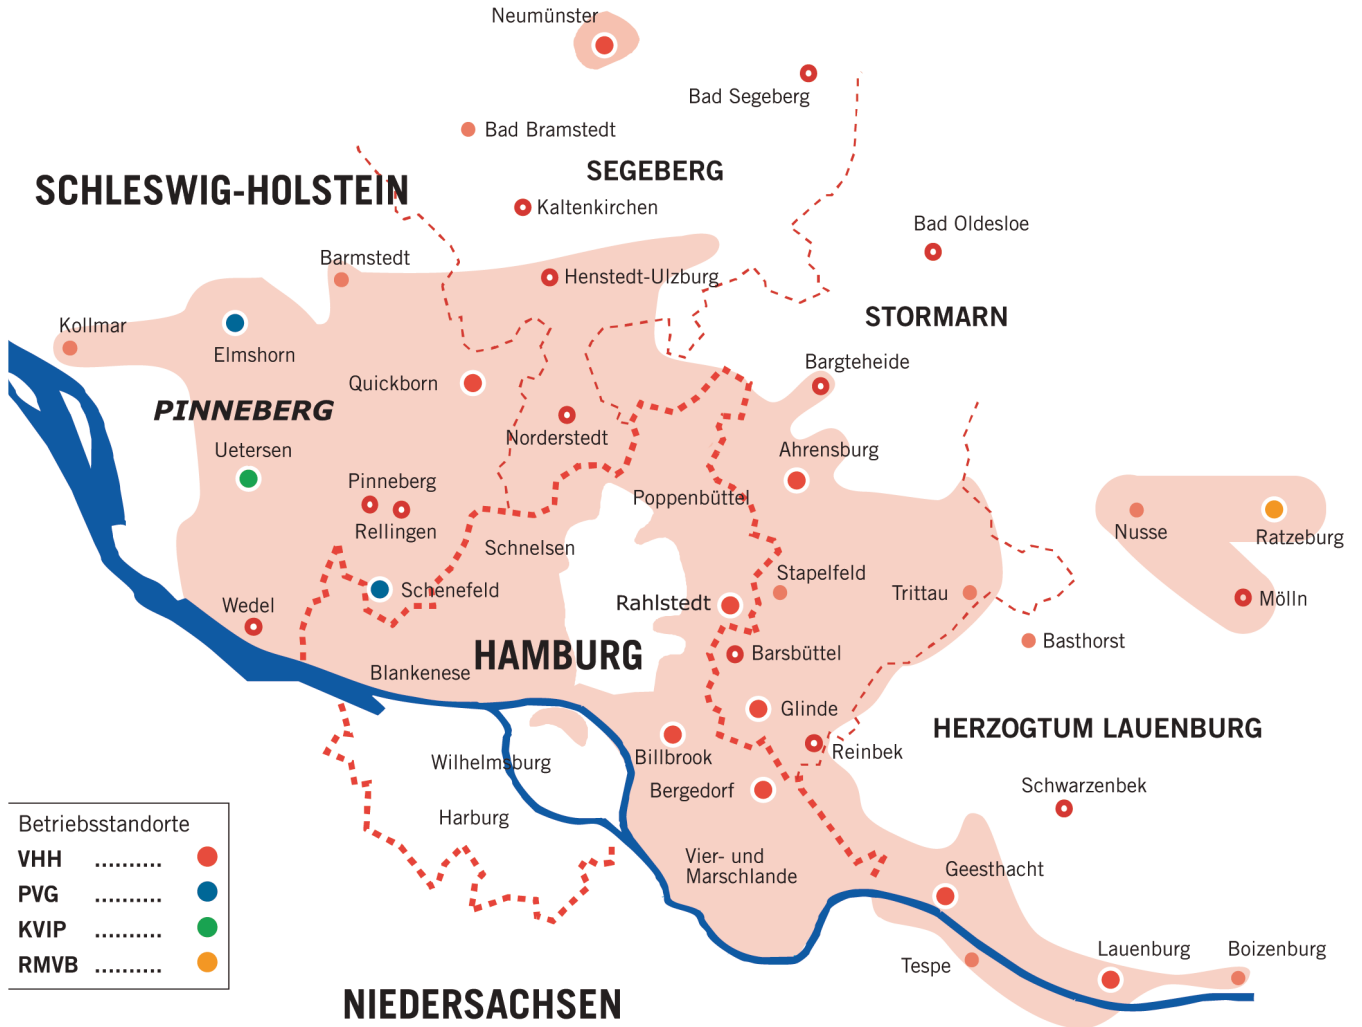 Neumünster
Bad Segeberg
Bad Bramstedt
SEGEBERG
SCHLESWIG-HOLSTEIN
Kaltenkirchen
Bad Oldesloe
Barmstedt
Henstedt-Ulzburg
STORMARN
Kollmar
Elmshorn
Bargteheide
Quickborn
PINNEBERG
Norderstedt
Uetersen
Ahrensburg
Pinneberg
Poppenbüttel
Rellingen
Nusse
Ratzeburg
Schnelsen
Stapelfeld
Schenefeld
Trittau
Wedel
Rahlstedt
Mölln
Basthorst
HAMBURG
Barsbüttel
Blankenese
Glinde
HERZOGTUM LAUENBURG
Reinbek
Billbrook
Wilhelmsburg
Bergedorf
Schwarzenbek
Harburg
Vier- und
Marschlande
Geesthacht
Lauenburg
Boizenburg
Tespe
NIEDERSACHSEN
Betriebsstandorte
VHH ..........
PVG ..........
KVIP ..........
RMVB ..........